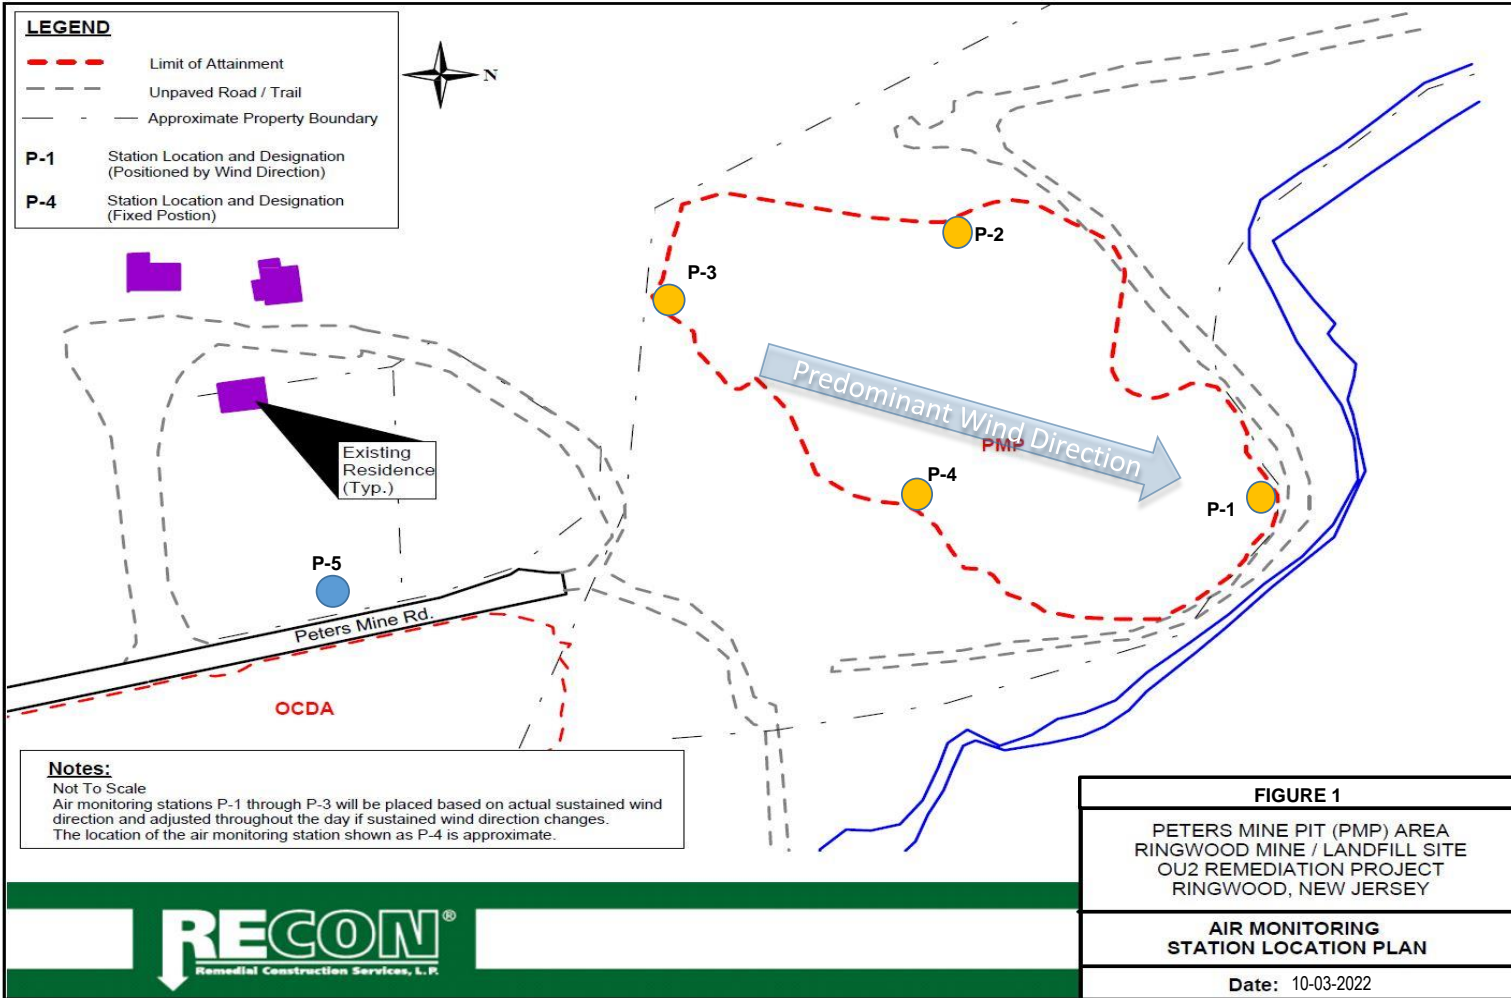 LEGEND
Limit of Attainment
Unpaved Road / Trail
Approximate Property Boundary
P-1
Station Location and Designation
(Positioned by Wind Direction)
P-4
Station Location and Designation
(Fixed Postion)
N
P-2
P-3
Predominant Wind Direction
PMP
P-4
P-1
Existing
Residence
(Typ.)
P-5
Peters Mine Rd.
OCDA
Notes:
Not To Scale
Air monitoring stations P-1 through P-3 will be placed based on actual sustained wind
direction and adjusted throughout the day if sustained wind direction changes.
The location of the air monitoring station shown as P-4 is approximate.
FIGURE 1
PETERS MINE PIT (PMP) AREA
RINGWOOD MINE / LANDFILL SITE
OU2 REMEDIATION PROJECT
RINGWOOD, NEW JERSEY
AIR MONITORING
STATION LOCATION PLAN
Date: 10-03-2022
RECON®
Remedial Construction Services, L.P.